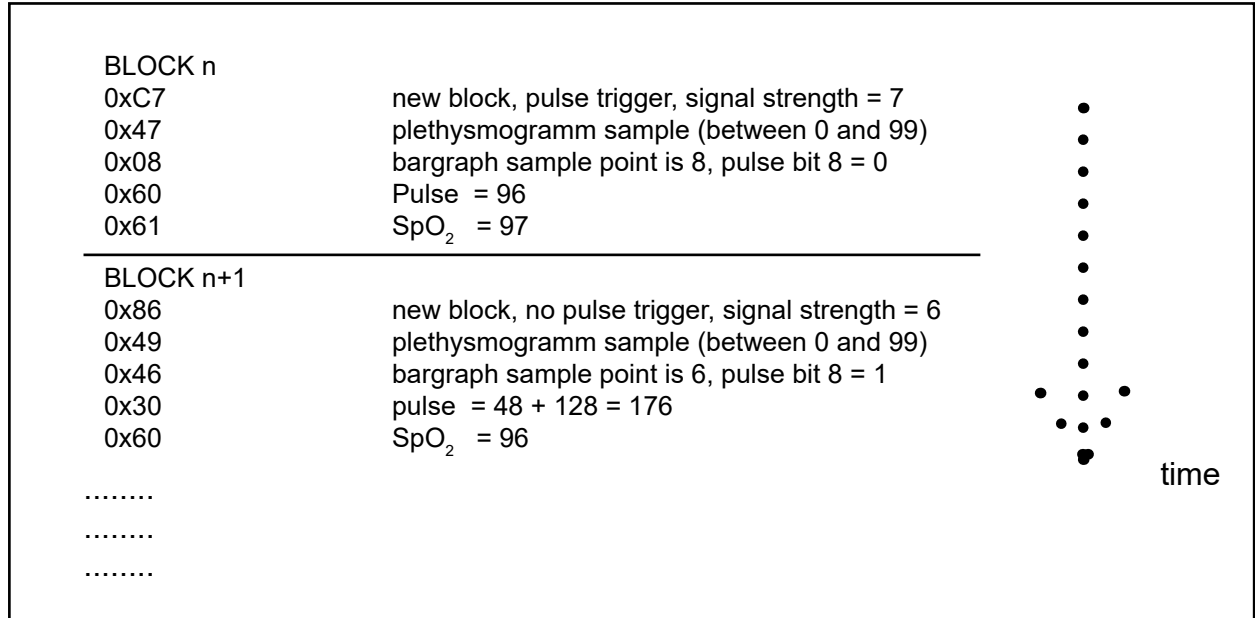 BLOCK n
0xC7 new block, pulse trigger, signal strength = 7
0x47 plethysmogramm sample (between 0 and 99)
0x08 bargraph sample point is 8, pulse bit 8 = 0
0x60 Pulse = 96
0x61 SpO₂ = 97
BLOCK n+1
0x86 new block, no pulse trigger, signal strength = 6
0x49 plethysmogramm sample (between 0 and 99)
0x46 bargraph sample point is 6, pulse bit 8 = 1
0x30 pulse = 48 + 128 = 176
0x60 SpO₂ = 96
time
........
........
........